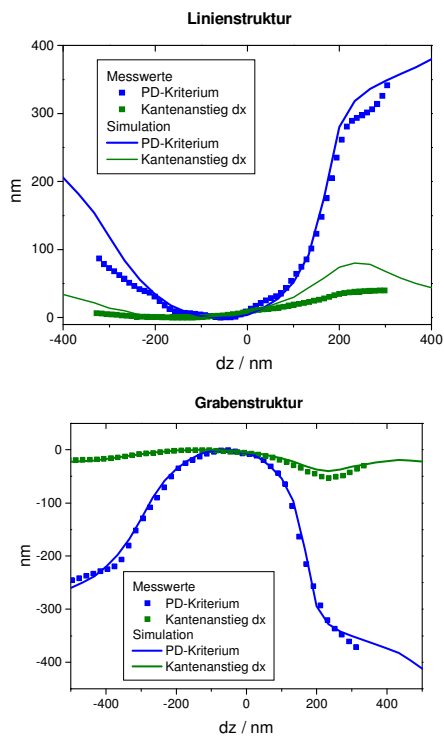 Linienstruktur
400
300
200
100
0
nm
Messwerte
PD-Kriterium
Kantenanstieg dx
Simulation
PD-Kriterium
Kantenanstieg dx
-400 -200 0 200 400
dz / nm
Grabenstruktur
0
-100
-200
-300
-400
nm
Messwerte
PD-Kriterium
Kantenanstieg dx
Simulation
PD-Kriterium
Kantenanstieg dx
-400 -200 0 200 400
dz / nm